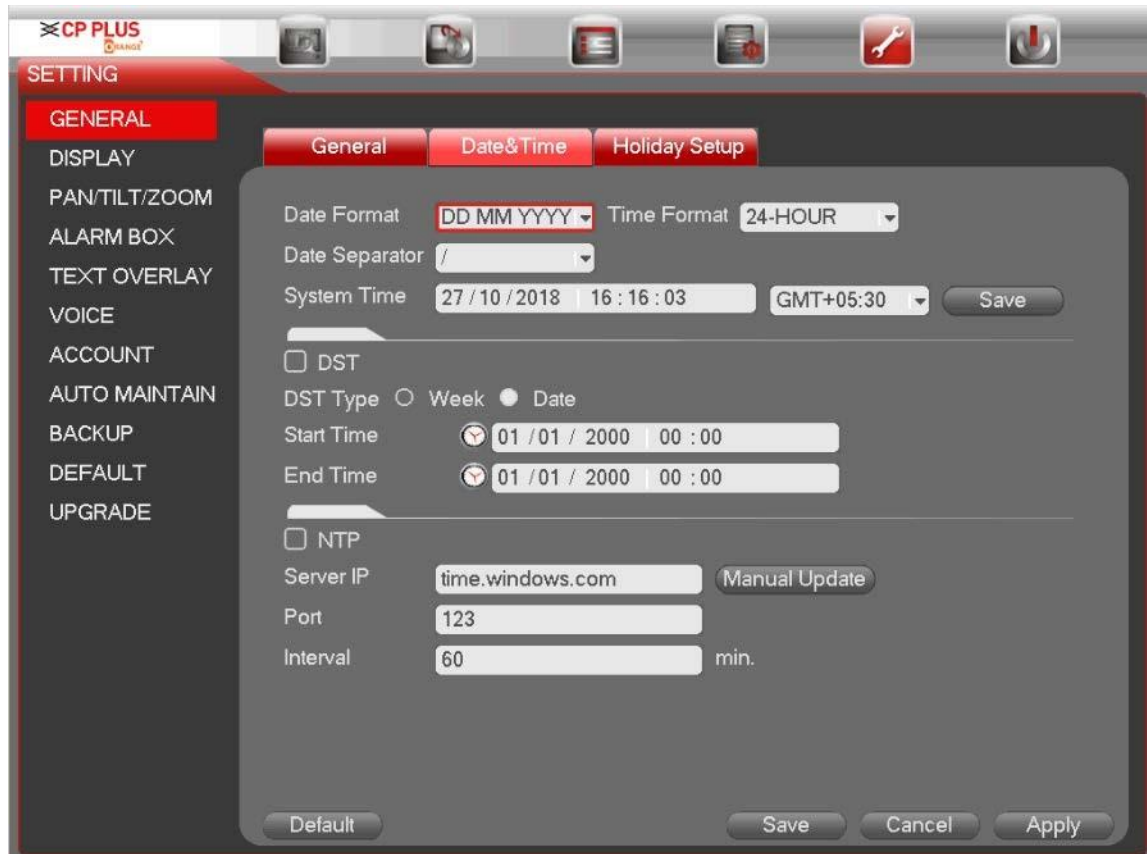 CP PLUS
ORANGE
SETTING
GENERAL
DISPLAY
PAN/TILT/ZOOM
ALARM BOX
TEXT OVERLAY
VOICE
ACCOUNT
AUTO MAINTAIN
BACKUP
DEFAULT
UPGRADE
General Date&Time Holiday Setup
Date Format DD MM YYYY Time Format 24-HOUR
Date Separator /
System Time 27 / 10 / 2018 16 : 16 : 03 GMT+05:30 Save
DST
DST Type Week Date
Start Time 01 / 01 / 2000 00 : 00
End Time 01 / 01 / 2000 00 : 00
NTP
Server IP time.windows.com Manual Update
Port 123
Interval 60 min.
Default Save Cancel Apply